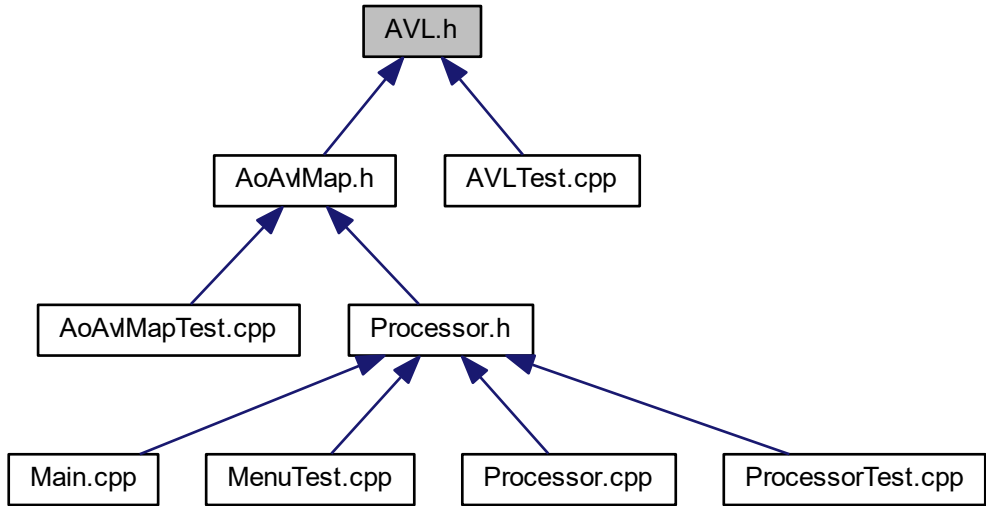 AVL.h
AoAvlMap.h
AVLTest.cpp
AoAvlMapTest.cpp
Processor.h
Main.cpp
MenuTest.cpp
Processor.cpp
ProcessorTest.cpp